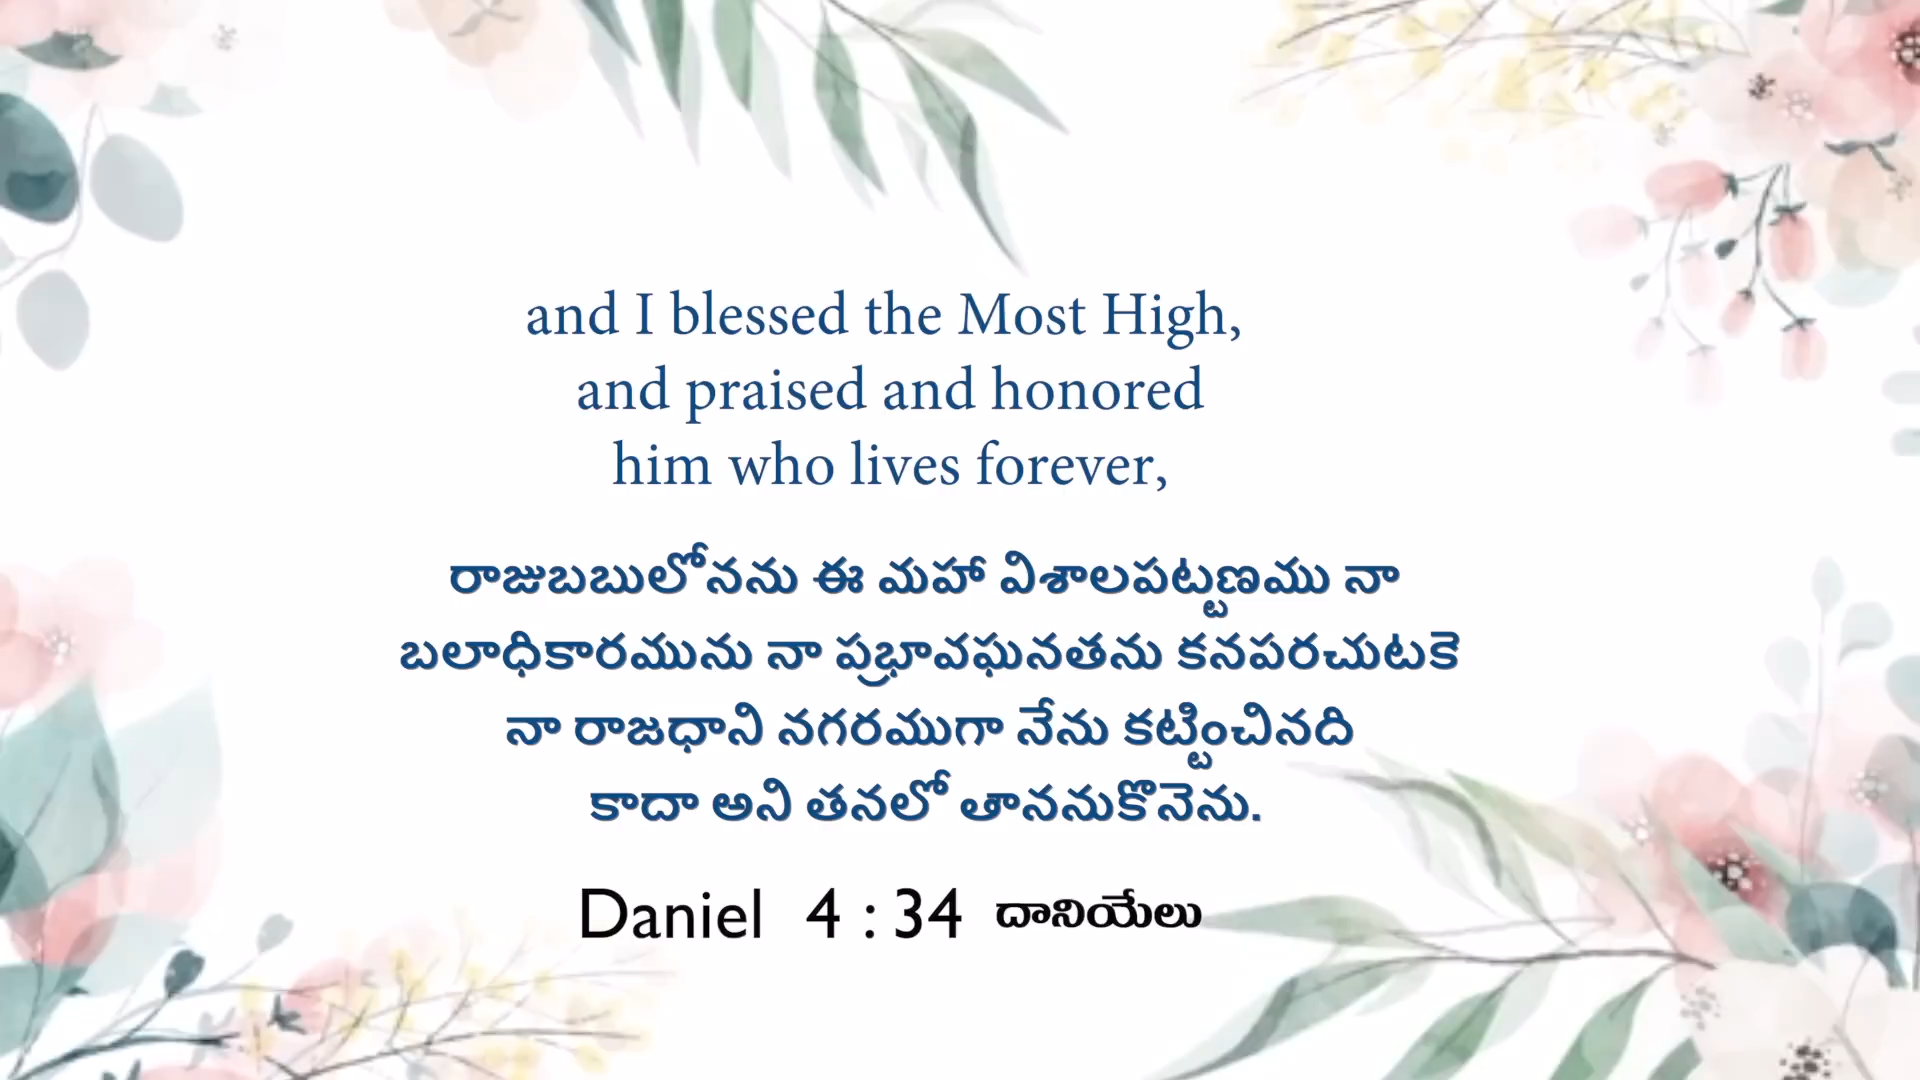 and I blessed the Most High,
and praised and honored
him who lives forever,
రాజుబబులోనను ఈ మహా విశాలపట్టణము నా
బలాధికారమును నా ప్రభావఘనతను కనపరచుటకె
నా రాజధాని నగరముగా నేను కట్టించినది
కాదా అని తనలో తాననుకొనెను.
Daniel 4 : 34 దానియేలు